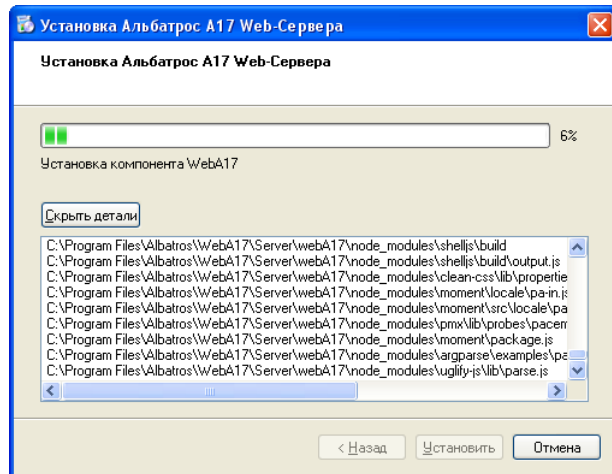 Установка Альбатрос А17 Web-Сервера
Установка Альбатрос А17 Web-Сервера
6%
Установка компонента WebA17
Скрыть детали
C:\Program Files\Albatros\WebA17\Server\webA17\node_modules\shelljs\build
C:\Program Files\Albatros\WebA17\Server\webA17\node_modules\shelljs\build\output.js
C:\Program Files\Albatros\WebA17\Server\webA17\node_modules\clean-css\lib\propertie
C:\Program Files\Albatros\WebA17\Server\webA17\node_modules\moment\locale\pa-in.js
C:\Program Files\Albatros\WebA17\Server\webA17\node_modules\moment\src\locale\pa
C:\Program Files\Albatros\WebA17\Server\webA17\node_modules\pmx\lib\probes\pacem
C:\Program Files\Albatros\WebA17\Server\webA17\node_modules\moment\package.js
C:\Program Files\Albatros\WebA17\Server\webA17\node_modules\argparse\examples\pa
C:\Program Files\Albatros\WebA17\Server\webA17\node_modules\uglify-js\lib\parse.js
< Назад Установить Отмена